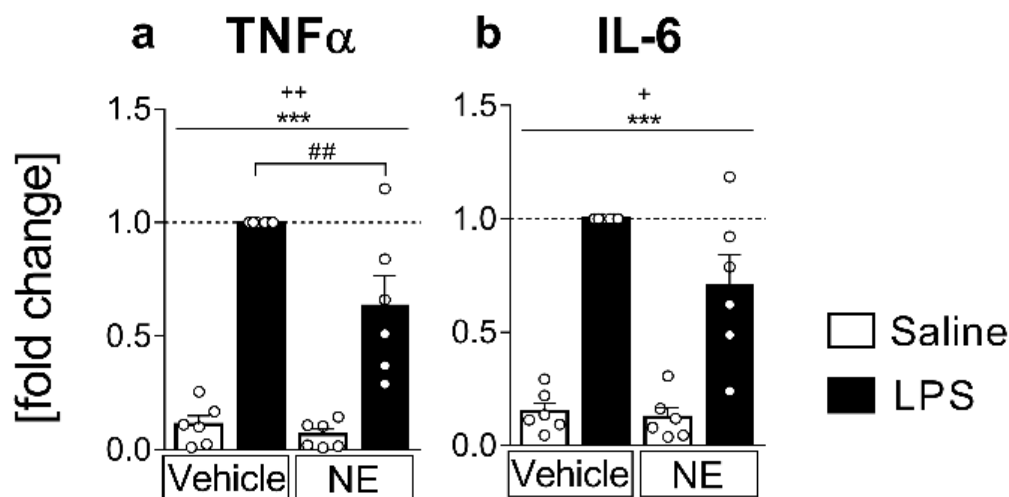 a TNFα
b IL-6
[fold change]
1.5
1.0
0.5
0.0
++
***
##
Vehicle NE
1.5
1.0
0.5
0.0
+
***
Vehicle NE
Saline
LPS